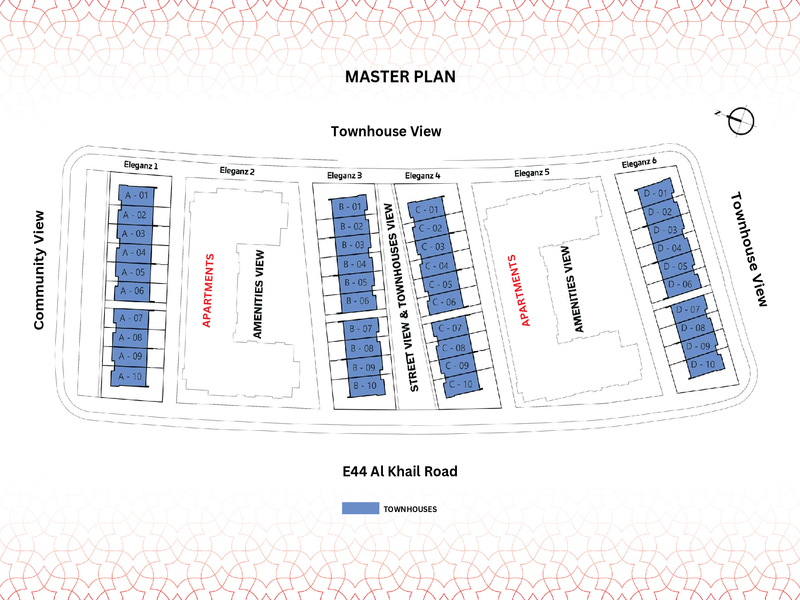 MASTER PLAN
Townhouse View
Eleganz 1
Eleganz 2
Eleganz 3
Eleganz 4
Eleganz 5
Eleganz 6
Community View
A - 01
A - 02
A - 03
A - 04
A - 05
A - 06
A - 07
A - 08
A - 09
A - 10
APARTMENTS
AMENITIES VIEW
B - 01
B - 02
B - 03
B - 04
B - 05
B - 06
B - 07
B - 08
B - 09
B - 10
STREET VIEW & TOWNHOUSES VIEW
C - 01
C - 02
C - 03
C - 04
C - 05
C - 06
C - 07
C - 08
C - 09
C - 10
APARTMENTS
AMENITIES VIEW
D - 01
D - 02
D - 03
D - 04
D - 05
D - 06
D - 07
D - 08
D - 09
D - 10
Townhouse View
E44 Al Khail Road
TOWNHOUSES